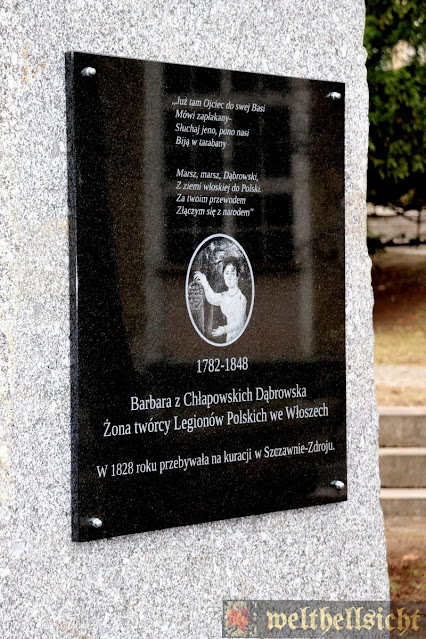 „Już tam Ojciec do swej Basi
Mówi zapłakany-
Słuchaj jeno, pono nasi
Biją w tarabany
Marsz, marsz, Dąbrowski,
Z ziemi włoskiej do Polski.
Za twoim przewodem
Złączym się z narodem”
1782-1848
Barbara z Chłapowskich Dąbrowska
Żona twórcy Legionów Polskich we Włoszech
W 1828 roku przebywała na kuracji w Szczawnie-Zdroju.
welthellsicht